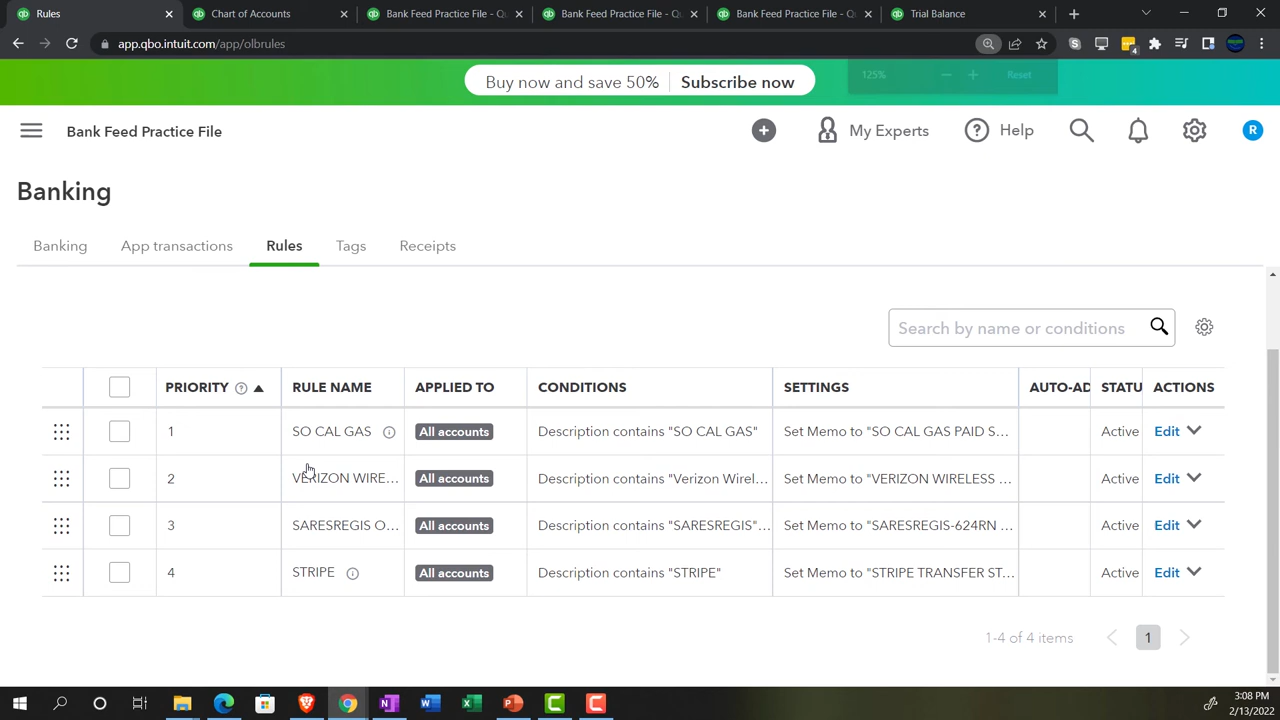 Rules
Chart of Accounts
Bank Feed Practice File - Qu
Bank Feed Practice File - Qu
Bank Feed Practice File - Qu
Trial Balance
app.qbo.intuit.com/app/olbrules
4
Buy now and save 50% Subscribe now
125% Reset
Bank Feed Practice File
My Experts Help R
Banking
Banking App transactions Rules Tags Receipts
Search by name or conditions
PRIORITY RULE NAME APPLIED TO CONDITIONS SETTINGS AUTO-AD STATU ACTIONS
1 SO CAL GAS All accounts Description contains "SO CAL GAS" Set Memo to "SO CAL GAS PAID S... Active Edit
2 VERIZON WIRE... All accounts Description contains "Verizon Wirel... Set Memo to "VERIZON WIRELESS ... Active Edit
3 SARESREGIS O... All accounts Description contains "SARESREGIS"... Set Memo to "SARESREGIS-624RN ... Active Edit
4 STRIPE All accounts Description contains "STRIPE" Set Memo to "STRIPE TRANSFER ST... Active Edit
1-4 of 4 items 1
3:08 PM
2/13/2022